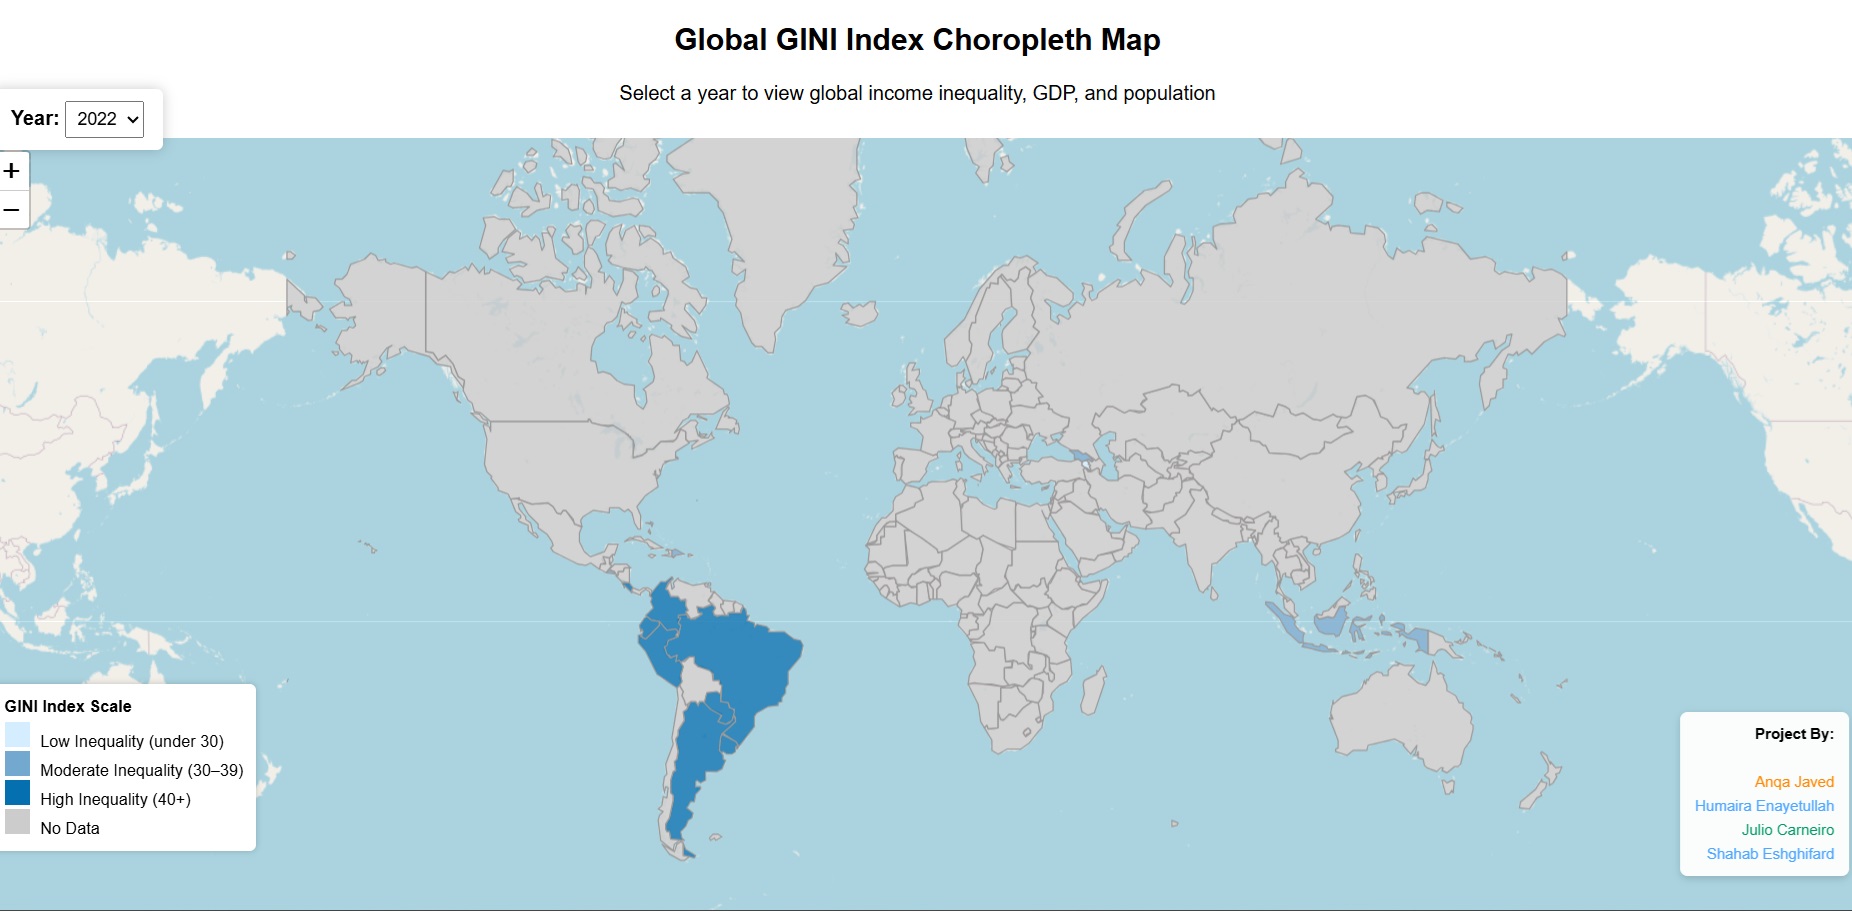 Global GINI Index Choropleth Map
Select a year to view global income inequality, GDP, and population
Year: 2022
+
−
GINI Index Scale
Low Inequality (under 30)
Moderate Inequality (30–39)
High Inequality (40+)
No Data
Project By:
Anqa Javed
Humaira Enayetullah
Julio Carneiro
Shahab Eshghifard